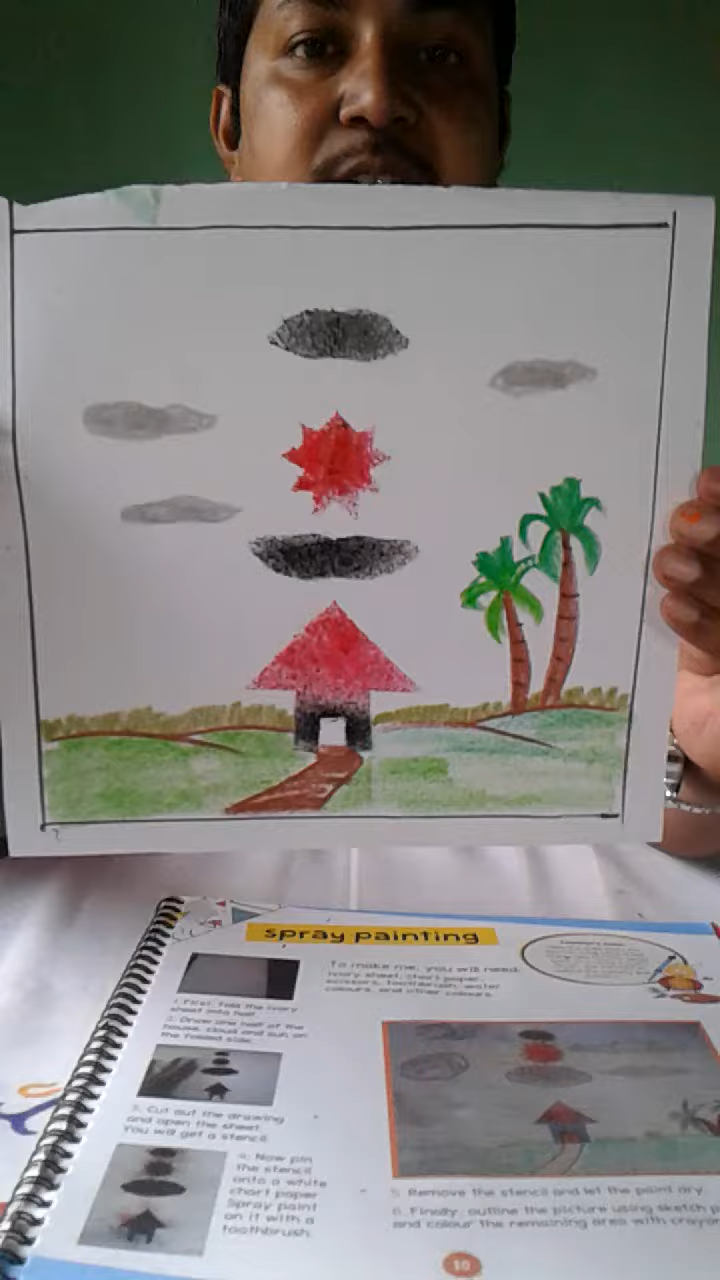 spray painting
To make me, you will need:
ivory sheet, chart paper,
scissors, toothbrush, water
colours, and other colours.
1. First, fold the ivory
sheet into half.
2. Draw one half of the
house, cloud and sun on
the folded side.
3. Cut out the drawing
and open the sheet.
You will get a stencil.
4. Now pin
the stencil
onto a white
chart paper.
Spray paint
on it with a
toothbrush.
5. Remove the stencil and let the paint dry.
6. Finally, outline the picture using sketch
and colour the remaining area with
10